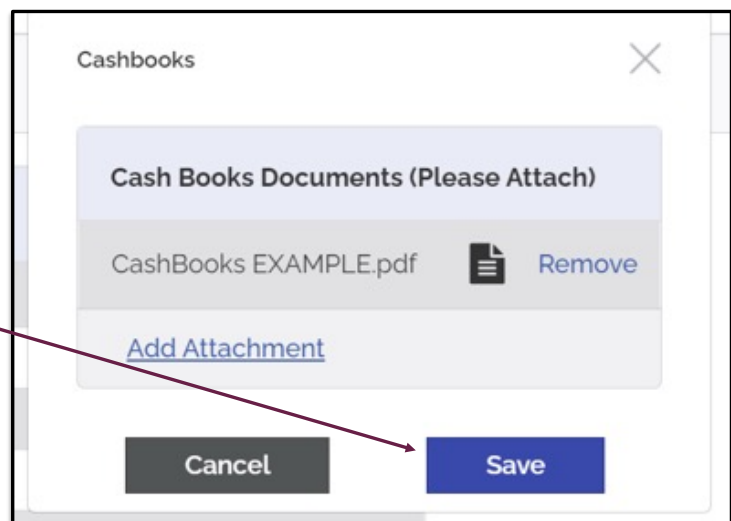 Cashbooks
Cash Books Documents (Please Attach)
CashBooks EXAMPLE.pdf Remove
Add Attachment
Cancel Save